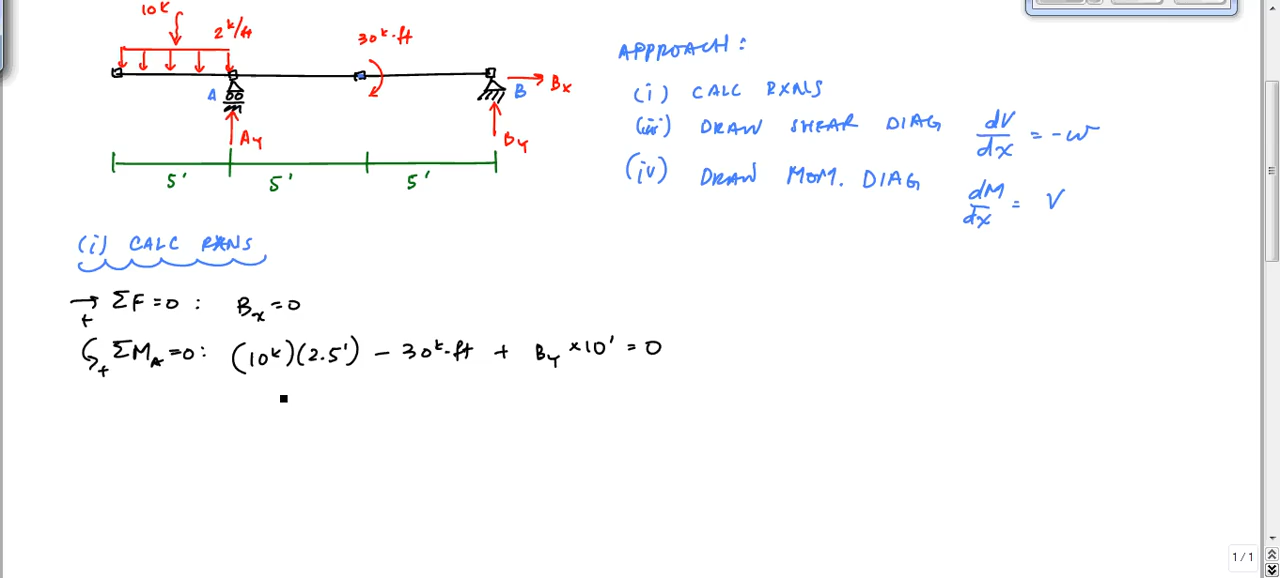 10k
2 k/ft
30 k-ft
A
B
Bx
Ay
By
5'
5'
5'
APPROACH:
(i) CALC RXNS
(iii) DRAW SHEAR DIAG dV/dx = -w
(iv) DRAW MOM. DIAG dM/dx = V
(i) CALC RXNS
→+ ΣF=0: Bx=0
↺+ ΣMA=0: (10k)(2.5') - 30k-ft + By ×10' = 0
1/1